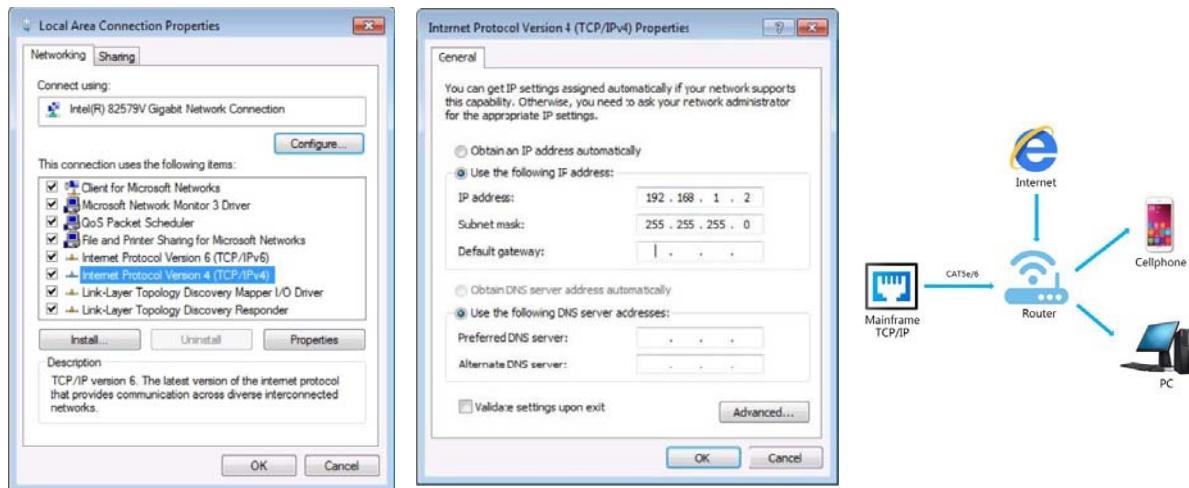 Local Area Connection Properties
Networking
Sharing
Connect using:
Intel(R) 82579V Gigabit Network Connection
Configure...
This connection uses the following items:
Client for Microsoft Networks
Microsoft Network Monitor 3 Driver
QoS Packet Scheduler
File and Printer Sharing for Microsoft Networks
Internet Protocol Version 6 (TCP/IPv6)
Internet Protocol Version 4 (TCP/IPv4)
Link-Layer Topology Discovery Mapper I/O Driver
Link-Layer Topology Discovery Responder
Install...
Uninstall
Properties
Description
TCP/IP version 6. The latest version of the internet protocol
that provides communication across diverse interconnected
networks.
OK
Cancel
Internet Protocol Version 4 (TCP/IPv4) Properties
General
You can get IP settings assigned automatically if your network supports
this capability. Otherwise, you need to ask your network administrator
for the appropriate IP settings.
Obtain an IP address automatically
Use the following IP address:
IP address: 192 . 168 . 1 . 2
Subnet mask: 255 . 255 . 255 . 0
Default gateway: . . .
Obtain DNS server address automatically
Use the following DNS server addresses:
Preferred DNS server: . . .
Alternate DNS server: . . .
Validate settings upon exit
Advanced...
OK
Cancel
Internet
Cellphone
CAT5e/6
Mainframe
TCP/IP
Router
PC